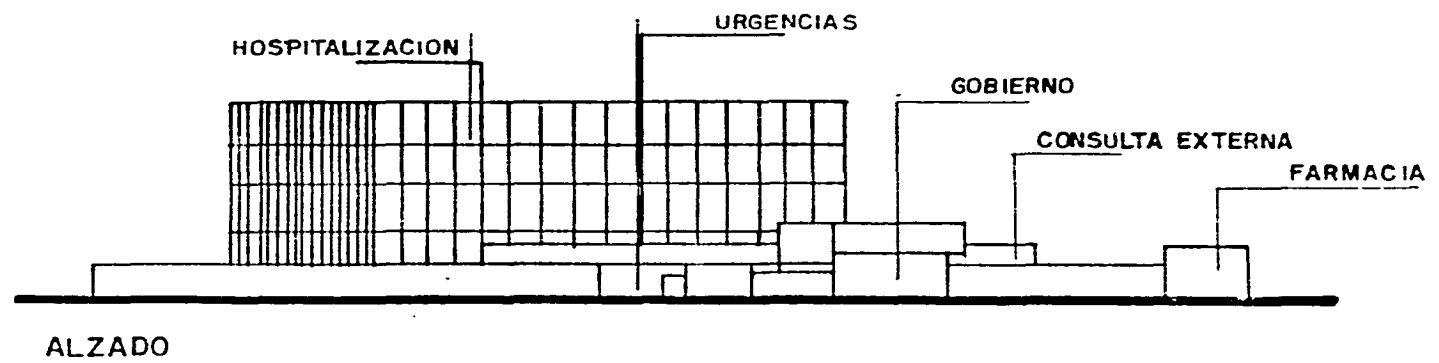 URGENCIAS
HOSPITALIZACION
GOBIERNO
CONSULTA EXTERNA
FARMACIA
ALZADO